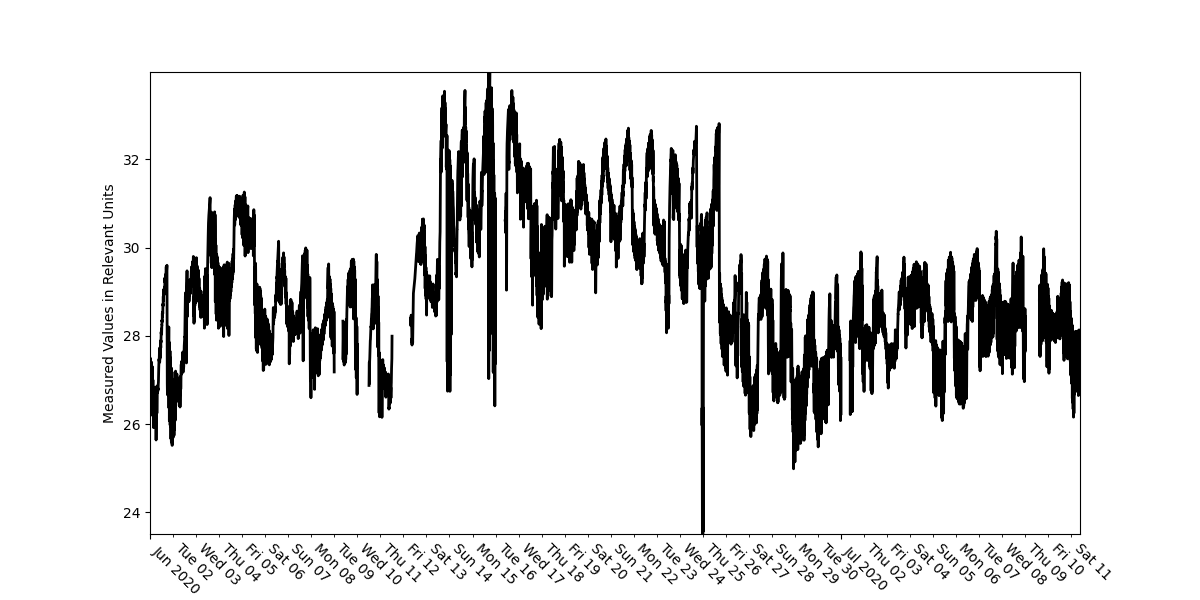 32
30
28
26
24
Measured Values in Relevant Units
Jun 2020
Tue 02
Wed 03
Thu 04
Fri 05
Sat 06
Sun 07
Mon 08
Tue 09
Wed 10
Thu 11
Fri 12
Sat 13
Sun 14
Mon 15
Tue 16
Wed 17
Thu 18
Fri 19
Sat 20
Sun 21
Mon 22
Tue 23
Wed 24
Thu 25
Fri 26
Sat 27
Sun 28
Mon 29
Tue 30
Jul 2020
Thu 02
Fri 03
Sat 04
Sun 05
Mon 06
Tue 07
Wed 08
Thu 09
Fri 10
Sat 11